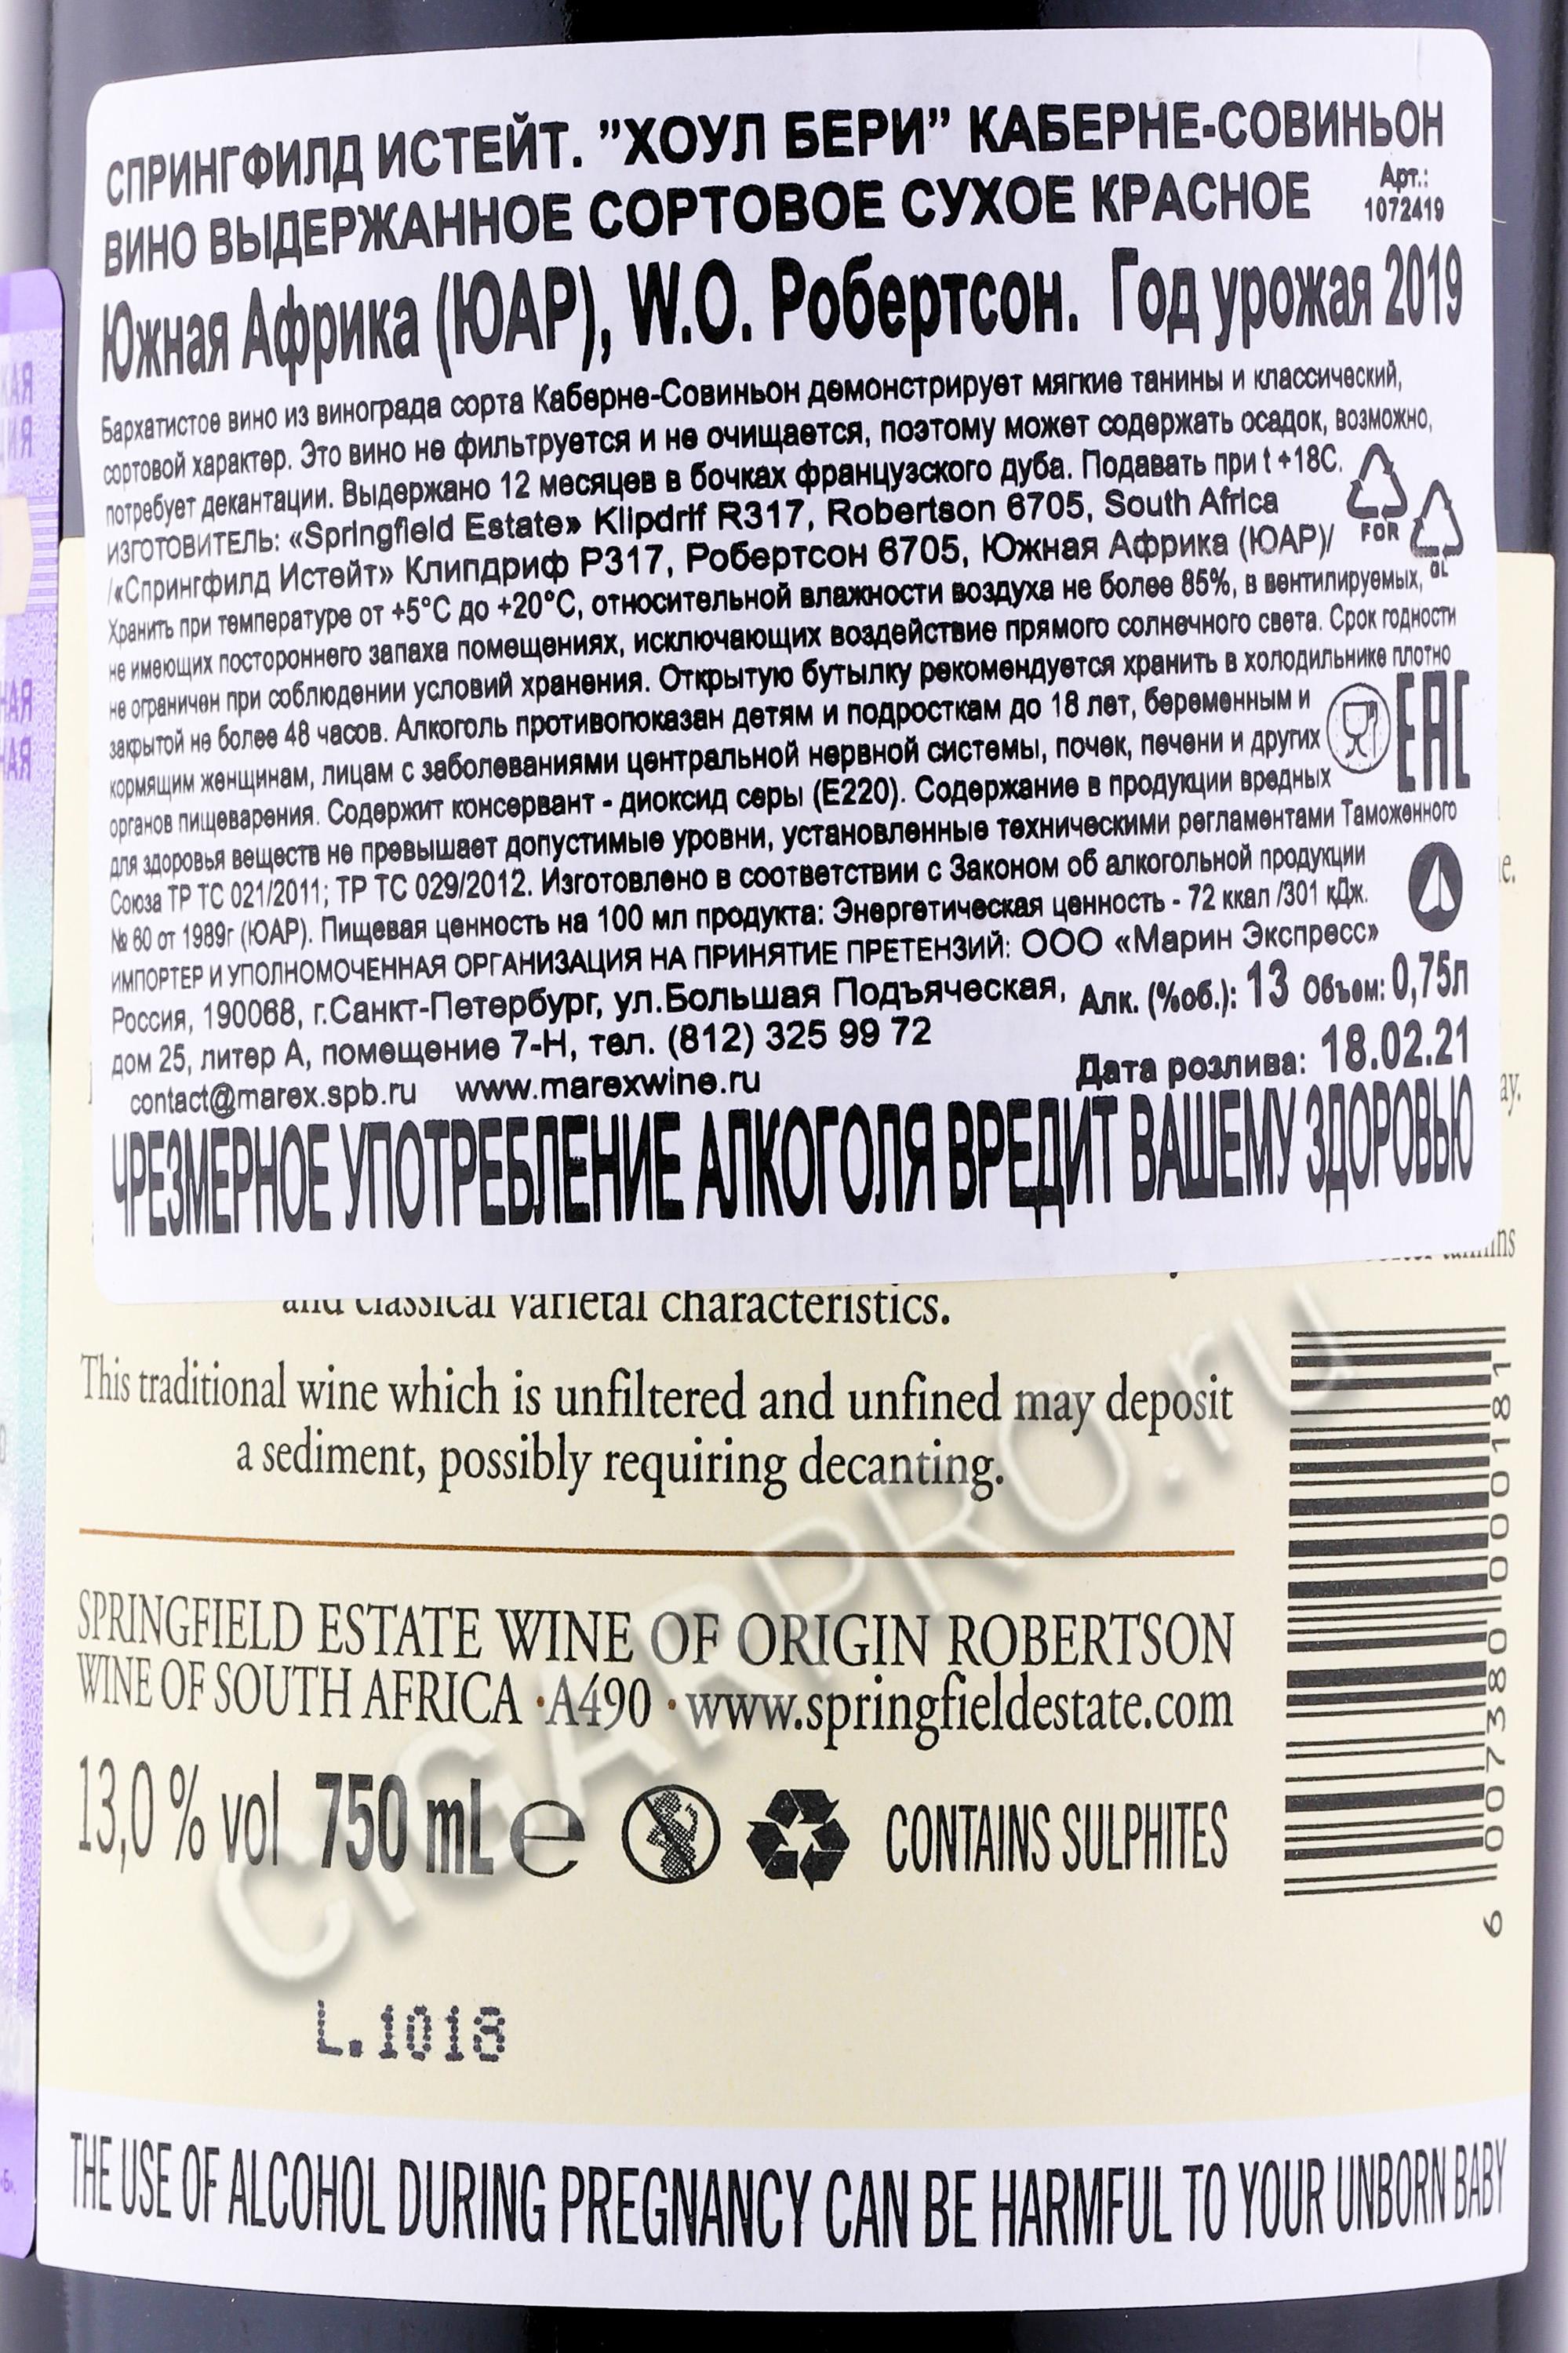 СПРИНГФИЛД ИСТЕЙТ. "ХОУЛ БЕРИ" КАБЕРНЕ-СОВИНЬОН
ВИНО ВЫДЕРЖАННОЕ СОРТОВОЕ СУХОЕ КРАСНОЕ
Арт.:
1072419
Южная Африка (ЮАР), W.O. Робертсон. Год урожая 2019
Бархатистое вино из винограда сорта Каберне-Совиньон демонстрирует мягкие танины и классический,
сортовой характер. Это вино не фильтруется и не очищается, поэтому может содержать осадок, возможно,
потребует декантации. Выдержано 12 месяцев в бочках французского дуба. Подавать при t +18С.
ИЗГОТОВИТЕЛЬ: «Springfield Estate» Klipdrif R317, Robertson 6705, South Africa
/«Спрингфилд Истейт» Клипдриф Р317, Робертсон 6705, Южная Африка (ЮАР)/
FOR
GL
Хранить при температуре от +5°С до +20°С, относительной влажности воздуха не более 85%, в вентилируемых,
не имеющих постороннего запаха помещениях, исключающих воздействие прямого солнечного света. Срок годности
не ограничен при соблюдении условий хранения. Открытую бутылку рекомендуется хранить в холодильнике плотно
закрытой не более 48 часов. Алкоголь противопоказан детям и подросткам до 18 лет, беременным и
кормящим женщинам, лицам с заболеваниями центральной нервной системы, почек, печени и других
органов пищеварения. Содержит консервант - диоксид серы (Е220). Содержание в продукции вредных
для здоровья веществ не превышает допустимые уровни, установленные техническими регламентами Таможенного
Союза ТР ТС 021/2011; ТР ТС 029/2012. Изготовлено в соответствии с Законом об алкогольной продукции
№ 60 от 1989г (ЮАР). Пищевая ценность на 100 мл продукта: Энергетическая ценность - 72 ккал /301 кДж.
EAC
ИМПОРТЕР И УПОЛНОМОЧЕННАЯ ОРГАНИЗАЦИЯ НА ПРИНЯТИЕ ПРЕТЕНЗИЙ: ООО «Марин Экспресс»
Россия, 190068, г.Санкт-Петербург, ул.Большая Подъяческая,
дом 25, литер А, помещение 7-Н, тел. (812) 325 99 72
contact@marex.spb.ru www.marexwine.ru
Алк. (%об.): 13 Объем: 0,75л
Дата розлива: 18.02.21
ЧРЕЗМЕРНОЕ УПОТРЕБЛЕНИЕ АЛКОГОЛЯ ВРЕДИТ ВАШЕМУ ЗДОРОВЬЮ
and classical varietal characteristics.
This traditional wine which is unfiltered and unfined may deposit
a sediment, possibly requiring decanting.
SPRINGFIELD ESTATE WINE OF ORIGIN ROBERTSON
WINE OF SOUTH AFRICA · A490 · www.springfieldestate.com
13,0 % vol 750 mL e CONTAINS SULPHITES
6 007380 000181
L.1018
THE USE OF ALCOHOL DURING PREGNANCY CAN BE HARMFUL TO YOUR UNBORN BABY
CIGARPRO.ru